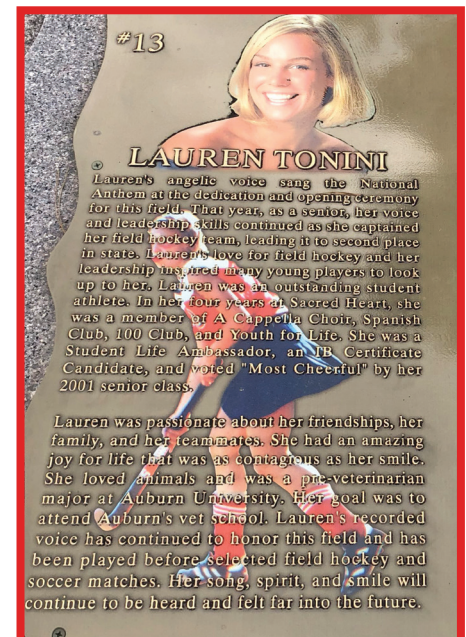 #13
LAUREN TONINI
Lauren's angelic voice sang the National
Anthem at the dedication and opening ceremony
for this field. That year, as a senior, her voice
and leadership skills continued as she captained
her field hockey team, leading it to second place
in state. Lauren's love for field hockey and her
leadership inspired many young players to look
up to her. Lauren was an outstanding student
athlete. In her four years at Sacred Heart, she
was a member of A Cappella Choir, Spanish
Club, 100 Club, and Youth for Life. She was a
Student Life Ambassador, an IB Certificate
Candidate, and voted "Most Cheerful" by her
2001 senior class.
Lauren was passionate about her friendships, her
family, and her teammates. She had an amazing
joy for life that was as contagious as her smile.
She loved animals and was a pre-veterinarian
major at Auburn University. Her goal was to
attend Auburn's vet school. Lauren's recorded
voice has continued to honor this field and has
been played before selected field hockey and
soccer matches. Her song, spirit, and smile will
continue to be heard and felt far into the future.